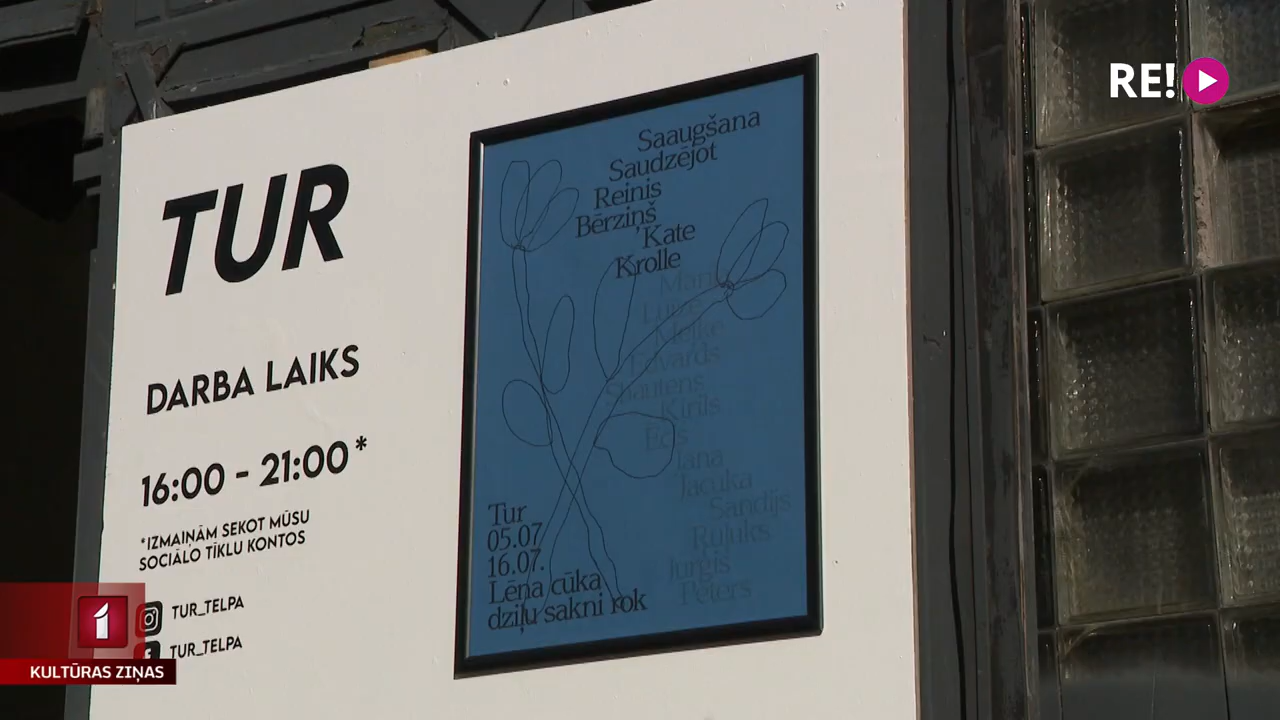 RE!
TUR
DARBA LAIKS
16:00 - 21:00*
*IZMAIŅĀM SEKOT MŪSU
SOCIĀLO TĪKLU KONTOS
TUR_TELPA
TUR_TELPA
Saaugšana
Saudzējot
Reinis
Bērziņš
Kate
Krolle
Edvards
Kirils
Ēcis
Jana
Jacuka
Sandijs
Ruļuks
Jurģis
Pēters
Tur
05.07
16.07.
Lēna cūka
dziļu sakni rok
1
KULTŪRAS ZIŅAS